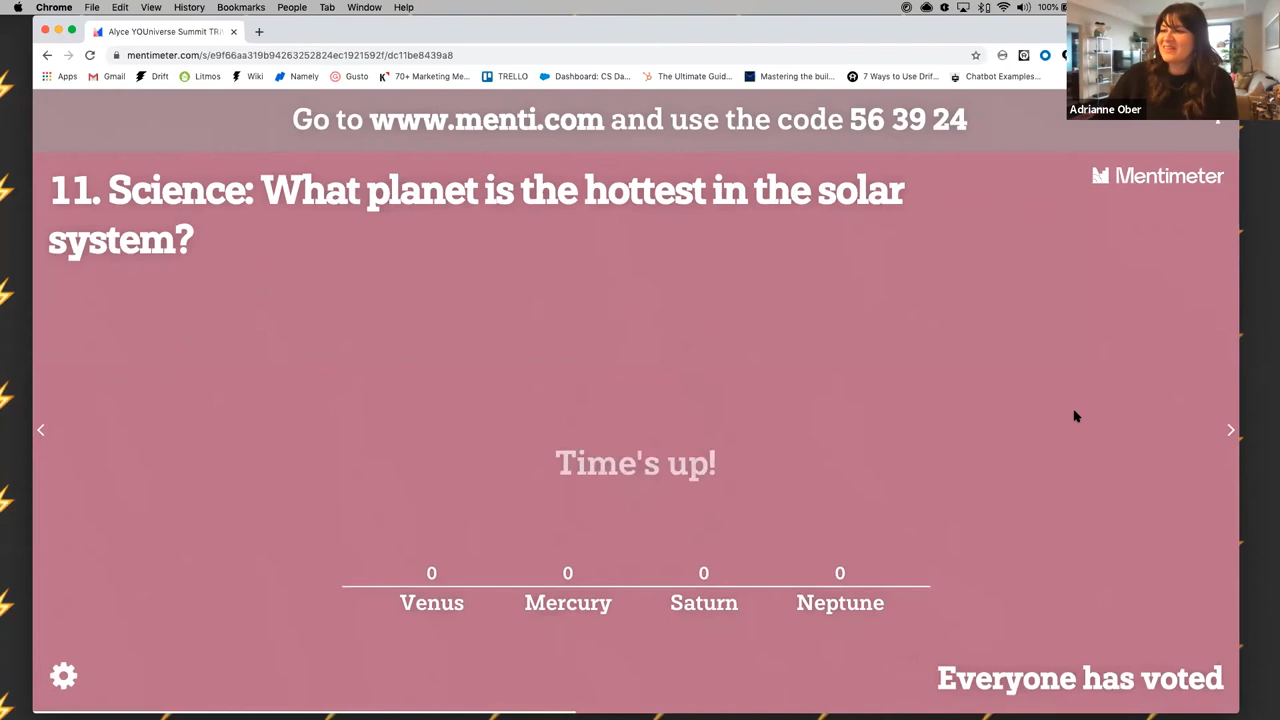 Chrome File Edit View History Bookmarks People Tab Window Help 100%
Alyce YOUniverse Summit TRI
mentimeter.com/s/e9f66aa319b94263252824ec1921592f/dc11be8439a8
Apps Gmail Drift Litmos Wiki Namely Gusto 70+ Marketing Me... TRELLO Dashboard: CS Da... The Ultimate Guid... Mastering the buil... 7 Ways to Use Drif... Chatbot Examples...
Adrianne Ober
Go to www.menti.com and use the code 56 39 24
11. Science: What planet is the hottest in the solar
system?
Mentimeter
Time's up!
0 0 0 0
Venus Mercury Saturn Neptune
Everyone has voted